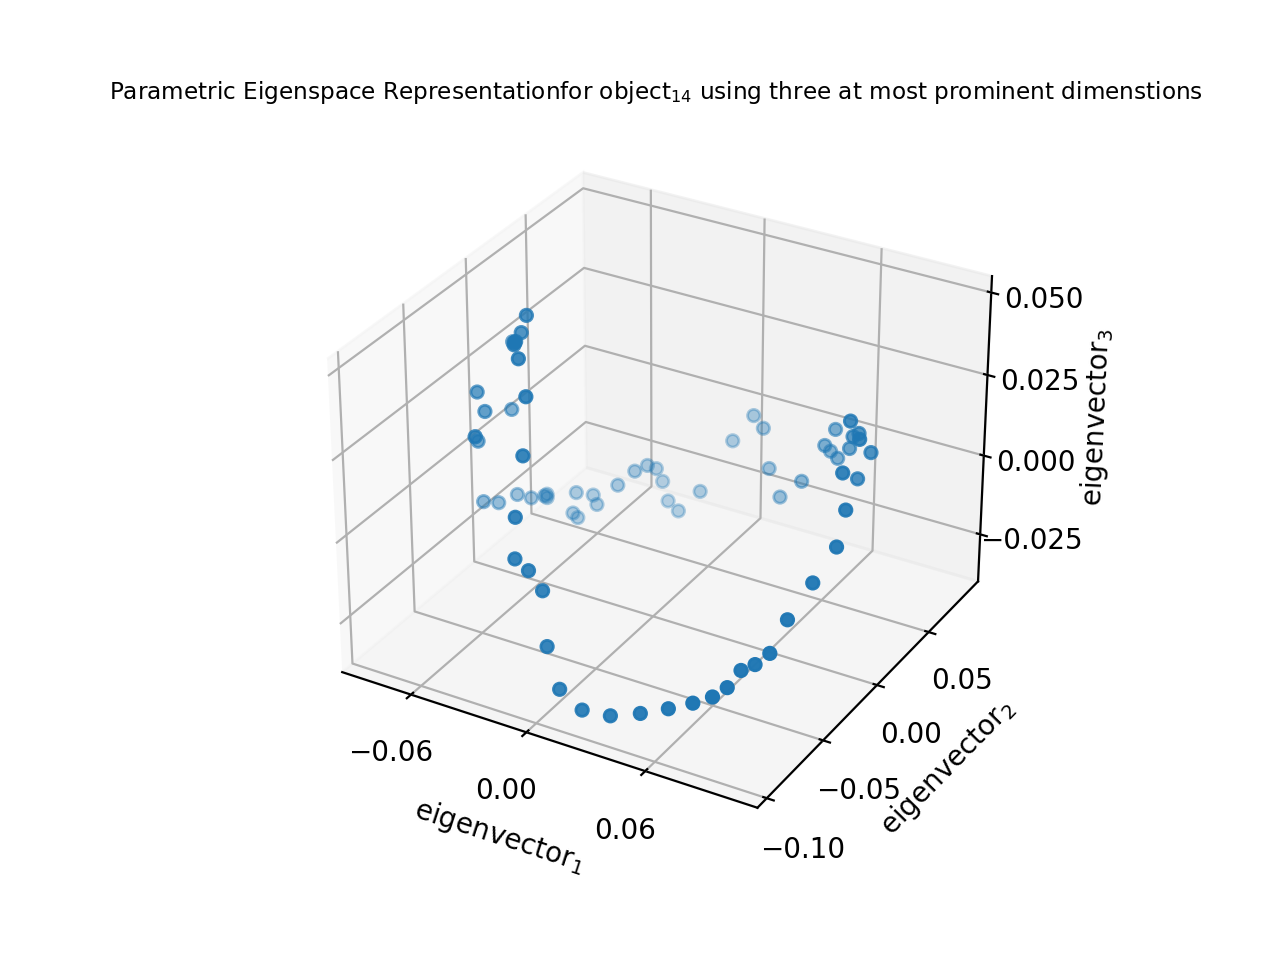 Parametric Eigenspace Representationfor object₁₄ using three at most prominent dimenstions
0.050
0.025
0.000
−0.025
eigenvector₃
0.05
0.00
−0.05
−0.10
eigenvector₂
−0.06
0.00
0.06
eigenvector₁